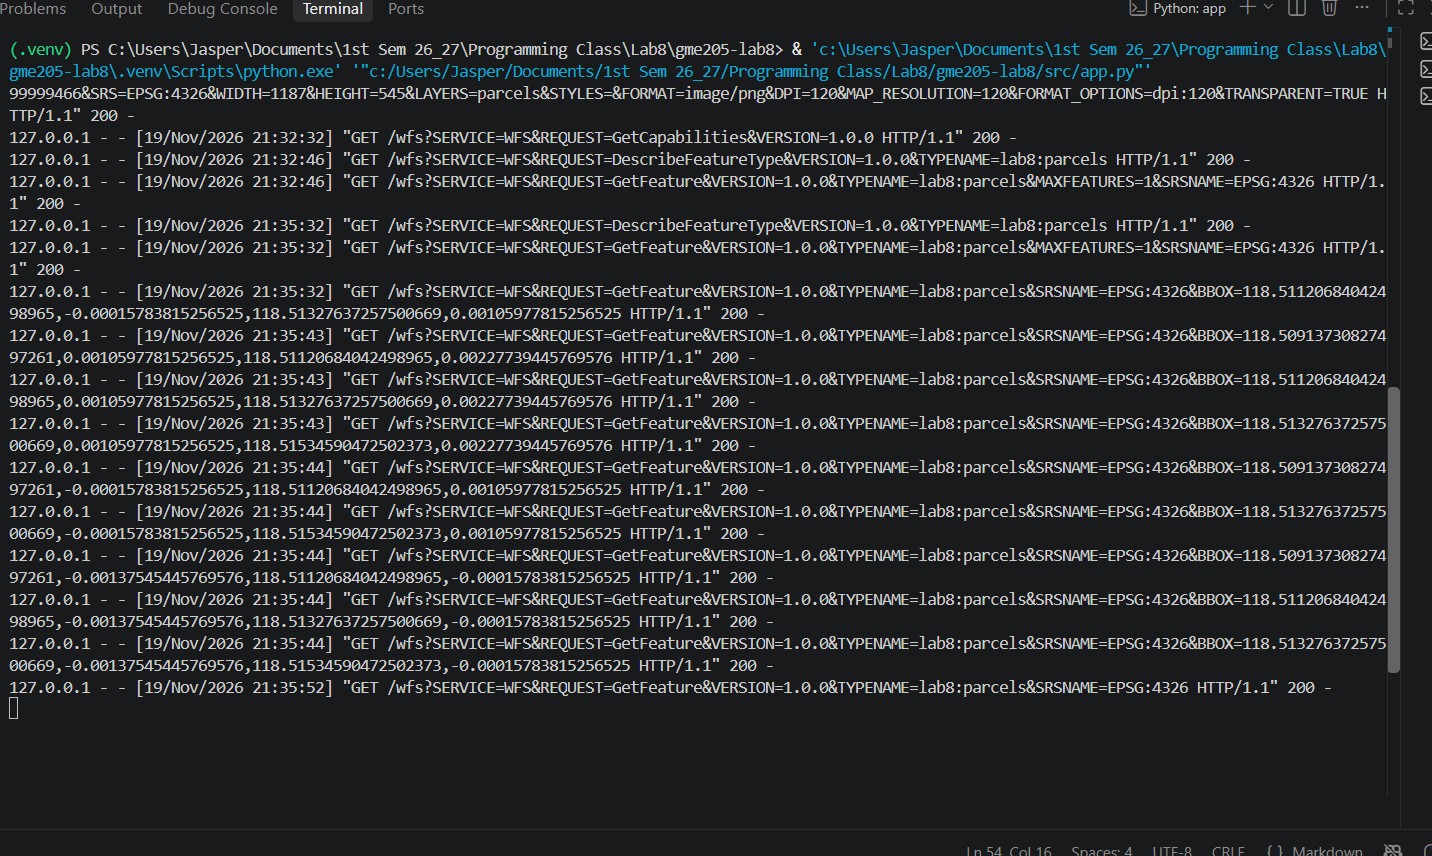 Problems Output Debug Console Terminal Ports Python: app
(.venv) PS C:\Users\Jasper\Documents\1st Sem 26_27\Programming Class\Lab8\gme205-lab8> & 'c:\Users\Jasper\Documents\1st Sem 26_27\Programming Class\Lab8\
gme205-lab8\.venv\Scripts\python.exe' '"c:/Users/Jasper/Documents/1st Sem 26_27/Programming Class/Lab8/gme205-lab8/src/app.py"'
99999466&SRS=EPSG:4326&WIDTH=1187&HEIGHT=545&LAYERS=parcels&STYLES=&FORMAT=image/png&DPI=120&MAP_RESOLUTION=120&FORMAT_OPTIONS=dpi:120&TRANSPARENT=TRUE H
TTP/1.1" 200 -
127.0.0.1 - - [19/Nov/2026 21:32:32] "GET /wfs?SERVICE=WFS&REQUEST=GetCapabilities&VERSION=1.0.0 HTTP/1.1" 200 -
127.0.0.1 - - [19/Nov/2026 21:32:46] "GET /wfs?SERVICE=WFS&REQUEST=DescribeFeatureType&VERSION=1.0.0&TYPENAME=lab8:parcels HTTP/1.1" 200 -
127.0.0.1 - - [19/Nov/2026 21:32:46] "GET /wfs?SERVICE=WFS&REQUEST=GetFeature&VERSION=1.0.0&TYPENAME=lab8:parcels&MAXFEATURES=1&SRSNAME=EPSG:4326 HTTP/1.
1" 200 -
127.0.0.1 - - [19/Nov/2026 21:35:32] "GET /wfs?SERVICE=WFS&REQUEST=DescribeFeatureType&VERSION=1.0.0&TYPENAME=lab8:parcels HTTP/1.1" 200 -
127.0.0.1 - - [19/Nov/2026 21:35:32] "GET /wfs?SERVICE=WFS&REQUEST=GetFeature&VERSION=1.0.0&TYPENAME=lab8:parcels&MAXFEATURES=1&SRSNAME=EPSG:4326 HTTP/1.
1" 200 -
127.0.0.1 - - [19/Nov/2026 21:35:32] "GET /wfs?SERVICE=WFS&REQUEST=GetFeature&VERSION=1.0.0&TYPENAME=lab8:parcels&SRSNAME=EPSG:4326&BBOX=118.511206840424
98965,-0.00015783815256525,118.51327637257500669,0.00105977815256525 HTTP/1.1" 200 -
127.0.0.1 - - [19/Nov/2026 21:35:43] "GET /wfs?SERVICE=WFS&REQUEST=GetFeature&VERSION=1.0.0&TYPENAME=lab8:parcels&SRSNAME=EPSG:4326&BBOX=118.509137308274
97261,0.00105977815256525,118.51120684042498965,0.00227739445769576 HTTP/1.1" 200 -
127.0.0.1 - - [19/Nov/2026 21:35:43] "GET /wfs?SERVICE=WFS&REQUEST=GetFeature&VERSION=1.0.0&TYPENAME=lab8:parcels&SRSNAME=EPSG:4326&BBOX=118.511206840424
98965,0.00105977815256525,118.51327637257500669,0.00227739445769576 HTTP/1.1" 200 -
127.0.0.1 - - [19/Nov/2026 21:35:43] "GET /wfs?SERVICE=WFS&REQUEST=GetFeature&VERSION=1.0.0&TYPENAME=lab8:parcels&SRSNAME=EPSG:4326&BBOX=118.513276372575
00669,0.00105977815256525,118.51534590472502373,0.00227739445769576 HTTP/1.1" 200 -
127.0.0.1 - - [19/Nov/2026 21:35:44] "GET /wfs?SERVICE=WFS&REQUEST=GetFeature&VERSION=1.0.0&TYPENAME=lab8:parcels&SRSNAME=EPSG:4326&BBOX=118.509137308274
97261,-0.00015783815256525,118.51120684042498965,0.00105977815256525 HTTP/1.1" 200 -
127.0.0.1 - - [19/Nov/2026 21:35:44] "GET /wfs?SERVICE=WFS&REQUEST=GetFeature&VERSION=1.0.0&TYPENAME=lab8:parcels&SRSNAME=EPSG:4326&BBOX=118.513276372575
00669,-0.00015783815256525,118.51534590472502373,0.00105977815256525 HTTP/1.1" 200 -
127.0.0.1 - - [19/Nov/2026 21:35:44] "GET /wfs?SERVICE=WFS&REQUEST=GetFeature&VERSION=1.0.0&TYPENAME=lab8:parcels&SRSNAME=EPSG:4326&BBOX=118.509137308274
97261,-0.00137545445769576,118.51120684042498965,-0.00015783815256525 HTTP/1.1" 200 -
127.0.0.1 - - [19/Nov/2026 21:35:44] "GET /wfs?SERVICE=WFS&REQUEST=GetFeature&VERSION=1.0.0&TYPENAME=lab8:parcels&SRSNAME=EPSG:4326&BBOX=118.511206840424
98965,-0.00137545445769576,118.51327637257500669,-0.00015783815256525 HTTP/1.1" 200 -
127.0.0.1 - - [19/Nov/2026 21:35:44] "GET /wfs?SERVICE=WFS&REQUEST=GetFeature&VERSION=1.0.0&TYPENAME=lab8:parcels&SRSNAME=EPSG:4326&BBOX=118.513276372575
00669,-0.00137545445769576,118.51534590472502373,-0.00015783815256525 HTTP/1.1" 200 -
127.0.0.1 - - [19/Nov/2026 21:35:52] "GET /wfs?SERVICE=WFS&REQUEST=GetFeature&VERSION=1.0.0&TYPENAME=lab8:parcels&SRSNAME=EPSG:4326 HTTP/1.1" 200 -
Ln 54, Col 16 Spaces: 4 UTF-8 CRLF { } Markdown